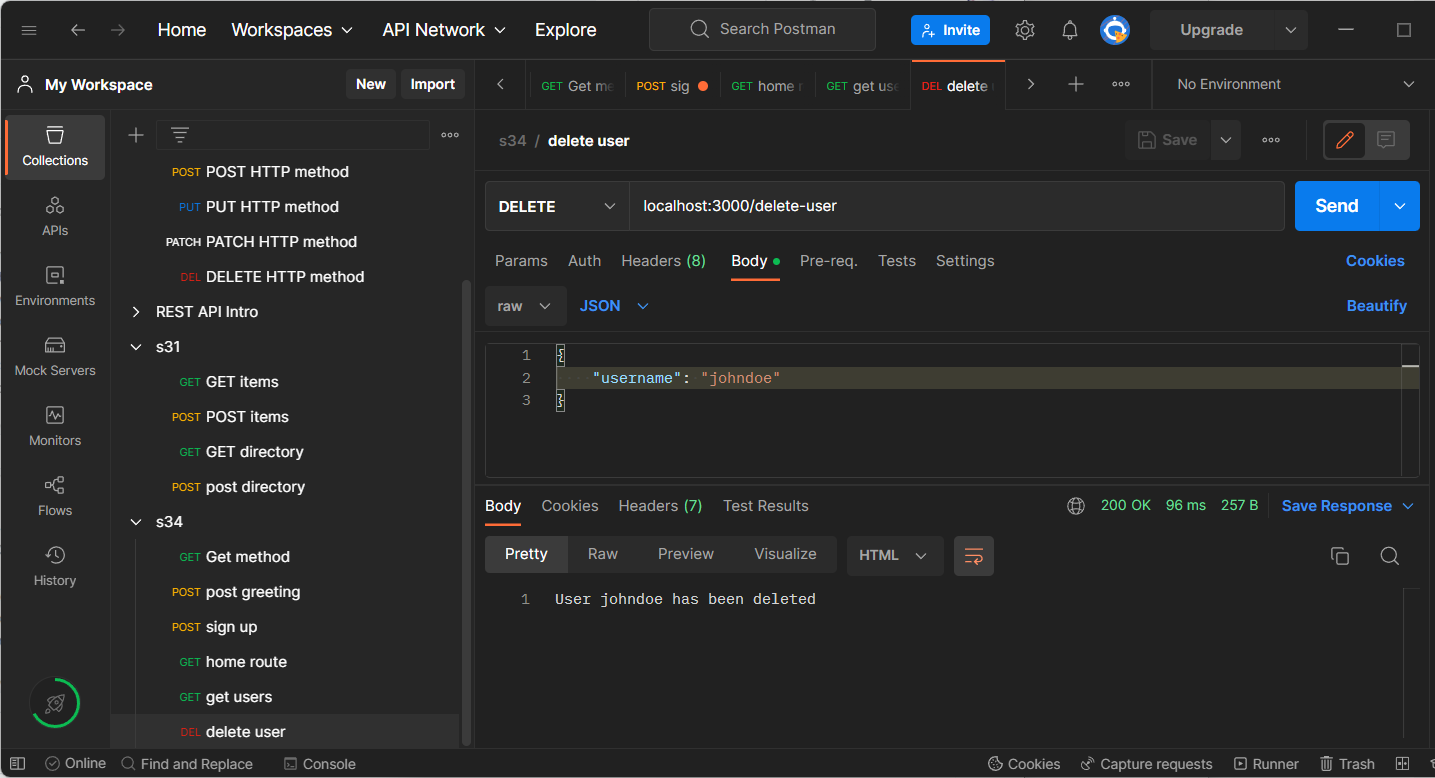 Home Workspaces API Network Explore Search Postman Invite Upgrade
My Workspace New Import
GET Get me POST sig GET home r GET get use DEL delete No Environment
s34 / delete user Save
DELETE localhost:3000/delete-user Send
Params Auth Headers (8) Body Pre-req. Tests Settings Cookies
raw JSON Beautify
1 {
2 "username": "johndoe"
3 }
Body Cookies Headers (7) Test Results 200 OK 96 ms 257 B Save Response
Pretty Raw Preview Visualize HTML
1 User johndoe has been deleted
Collections
APIs
Environments
Mock Servers
Monitors
Flows
History
POST POST HTTP method
PUT PUT HTTP method
PATCH PATCH HTTP method
DEL DELETE HTTP method
REST API Intro
s31
GET GET items
POST POST items
GET GET directory
POST post directory
s34
GET Get method
POST post greeting
POST sign up
GET home route
GET get users
DEL delete user
Online Find and Replace Console Cookies Capture requests Runner Trash